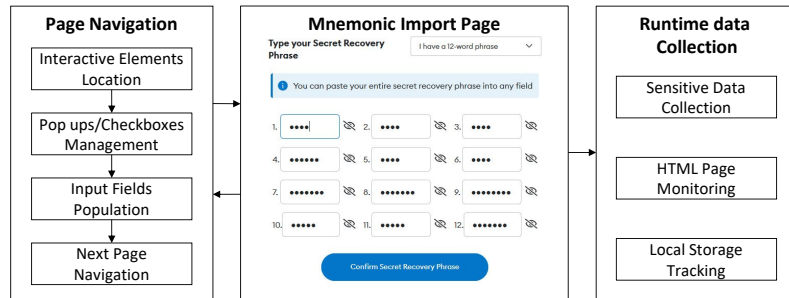 Page Navigation
Interactive Elements
Location
Pop ups/Checkboxes
Management
Input Fields
Population
Next Page
Navigation
Mnemonic Import Page
Type your Secret Recovery
Phrase
I have a 12-word phrase
You can paste your entire secret recovery phrase into any field
1. ••••
2. ••••
3. ••••
4. ••••••
5. ••••
6. ••••
7. •••••••
8. •••••••
9. ••••••••
10. •••••
11. •••••
12. •••••••
Confirm Secret Recovery Phrase
Runtime data
Collection
Sensitive Data
Collection
HTML Page
Monitoring
Local Storage
Tracking